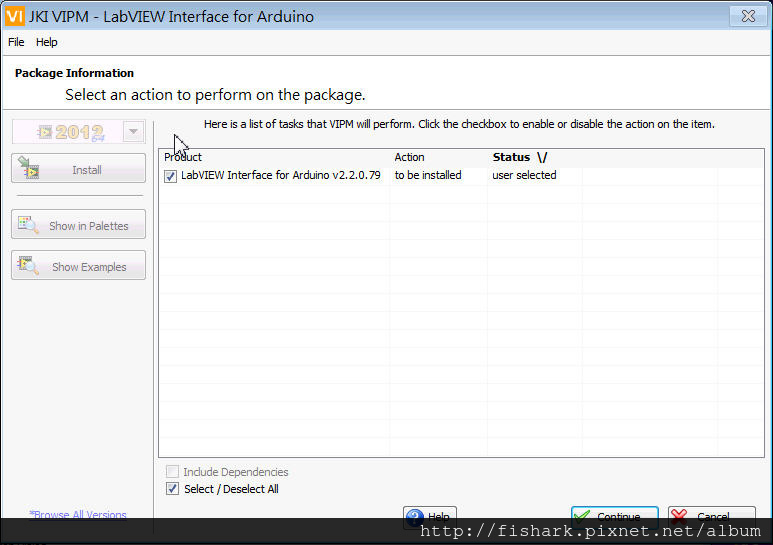 VI JKI VIPM - LabVIEW Interface for Arduino
File Help
Package Information
Select an action to perform on the package.
2012
Here is a list of tasks that VIPM will perform. Click the checkbox to enable or disable the action on the item.
Install
Show in Palettes
Show Examples
Product Action Status \/
LabVIEW Interface for Arduino v2.2.0.79 to be installed user selected
Include Dependencies
Select / Deselect All
*Browse All Versions
Help Continue Cancel
http://fishark.pixnet.net/album